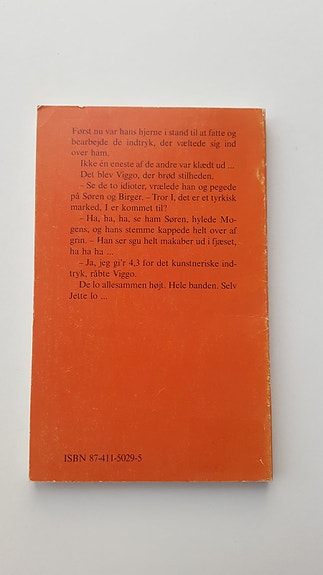 Først nu var hans hjerne i stand til at fatte og
bearbejde de indtryk, der væltede sig ind
over ham.
Ikke én eneste af de andre var klædt ud ...
Det blev Viggo, der brød stilheden.
– Se de to idioter, vrælede han og pegede
på Søren og Birger. – Tror I, det er et tyrkisk
marked, I er kommet til?
– Ha, ha, ha, se ham Søren, hylede Mo-
gens, og hans stemme kappede helt over af
grin. – Han ser sgu helt makaber ud i fjæset,
ha ha ha ...
– Ja, jeg gi'r 4,3 for det kunstneriske ind-
tryk, råbte Viggo.
De lo allesammen højt. Hele banden. Selv
Jette lo ...
ISBN 87-411-5029-5